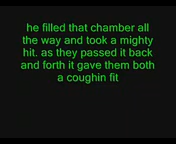 he filled that chamber all
the way and took a mighty
hit. as they passed it back
and forth it gave them both
a coughin fit